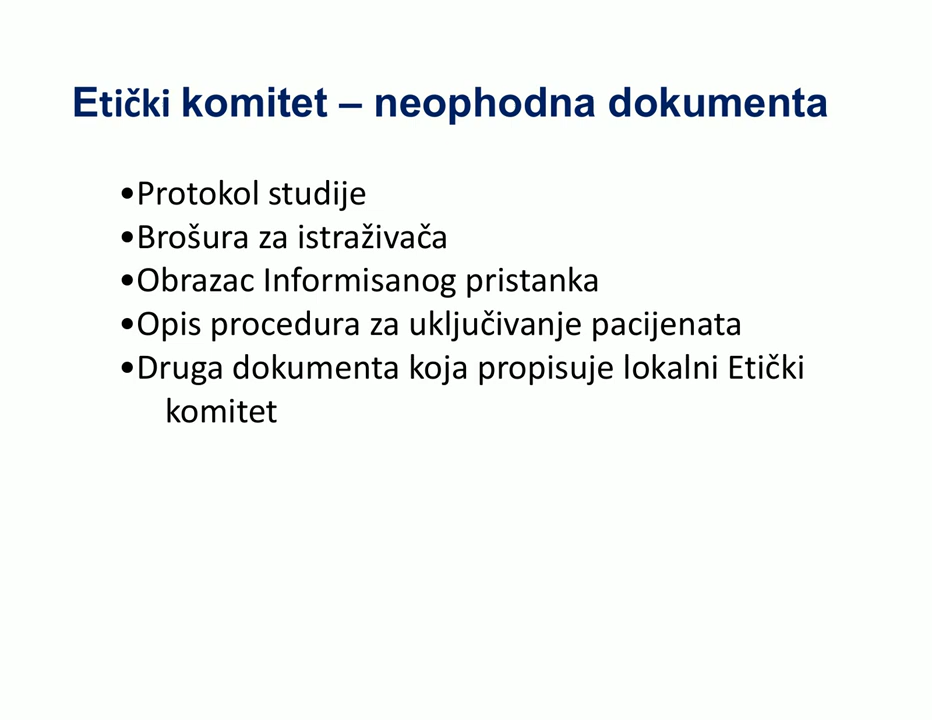 Etički komitet – neophodna dokumenta
•Protokol studije
•Brošura za istraživača
•Obrazac Informisanog pristanka
•Opis procedura za uključivanje pacijenata
•Druga dokumenta koja propisuje lokalni Etički
komitet